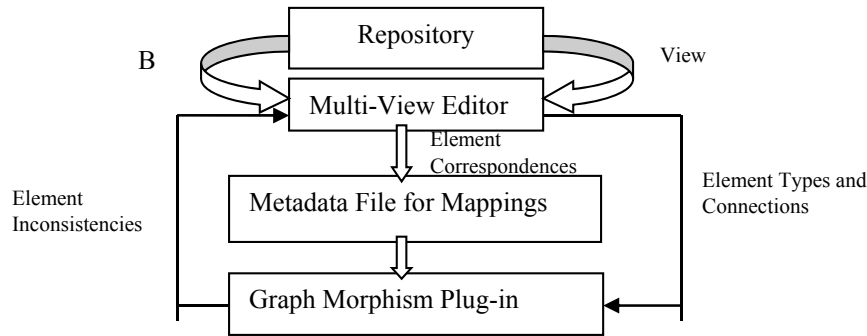 Repository
B
View
Multi-View Editor
Element
Correspondences
Element Types and
Connections
Element
Inconsistencies
Metadata File for Mappings
Graph Morphism Plug-in